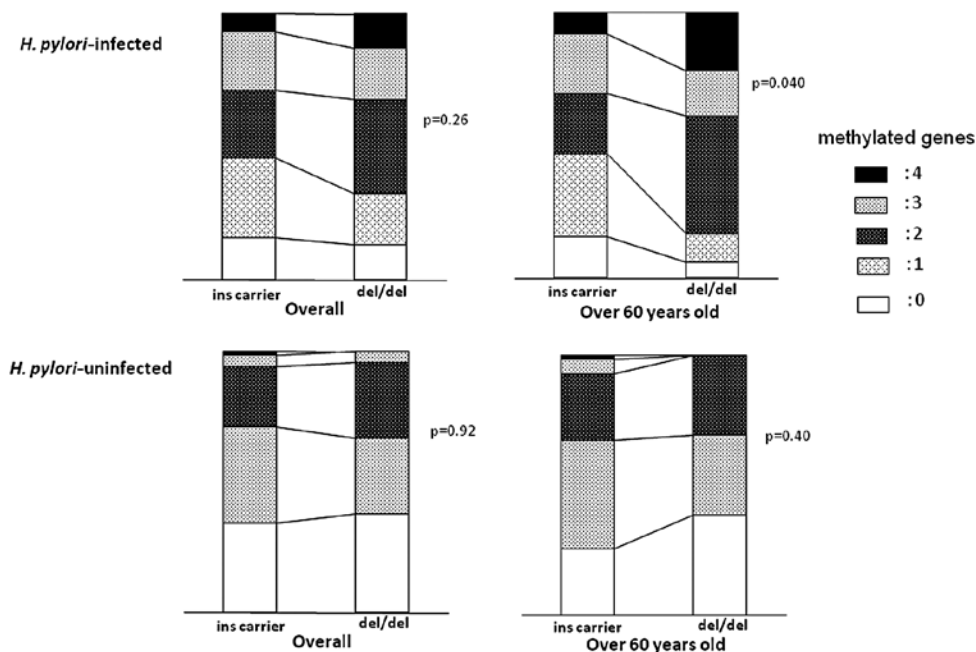 H. pylori-infected
p=0.26
ins carrier
del/del
Overall
p=0.040
ins carrier
del/del
Over 60 years old
methylated genes
:4
:3
:2
:1
:0
H. pylori-uninfected
p=0.92
ins carrier
del/del
Overall
p=0.40
ins carrier
del/del
Over 60 years old